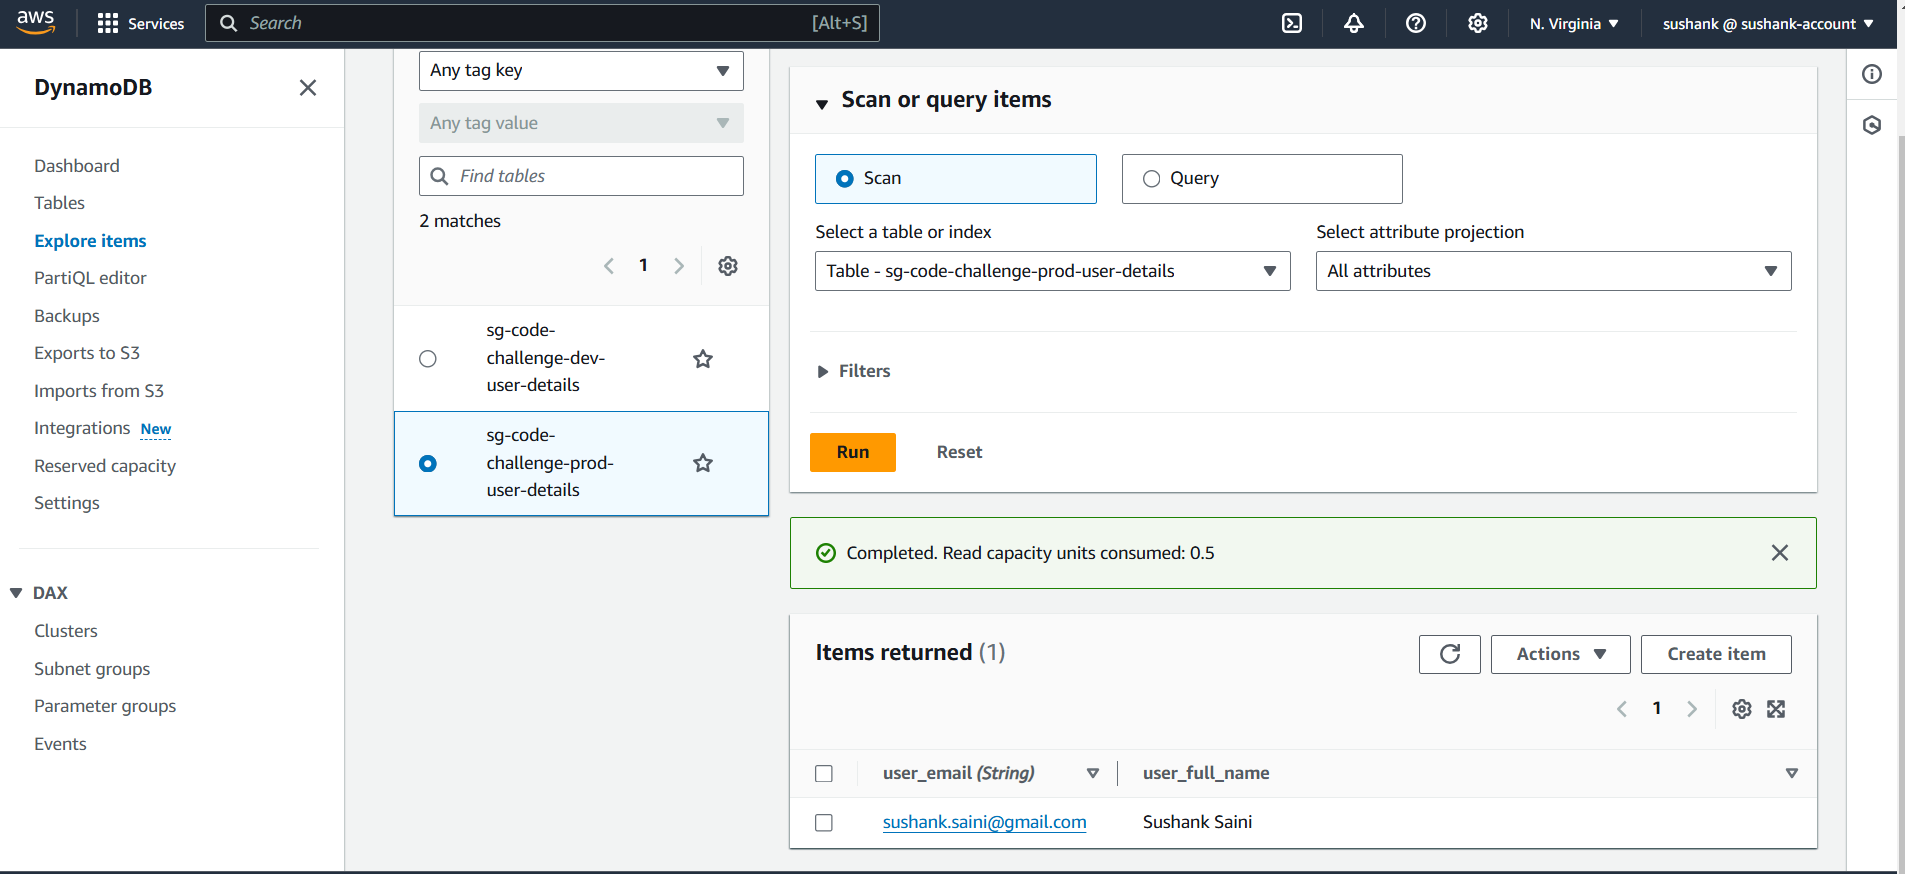 aws
Services
Search
[Alt+S]
N. Virginia
sushank @ sushank-account
DynamoDB
Dashboard
Tables
Explore items
PartiQL editor
Backups
Exports to S3
Imports from S3
Integrations New
Reserved capacity
Settings
DAX
Clusters
Subnet groups
Parameter groups
Events
Any tag key
Any tag value
Find tables
2 matches
1
sg-code-
challenge-dev-
user-details
sg-code-
challenge-prod-
user-details
Scan or query items
Scan
Query
Select a table or index
Select attribute projection
Table - sg-code-challenge-prod-user-details
All attributes
Filters
Run
Reset
Completed. Read capacity units consumed: 0.5
Items returned (1)
Actions
Create item
1
user_email (String)
user_full_name
sushank.saini@gmail.com
Sushank Saini